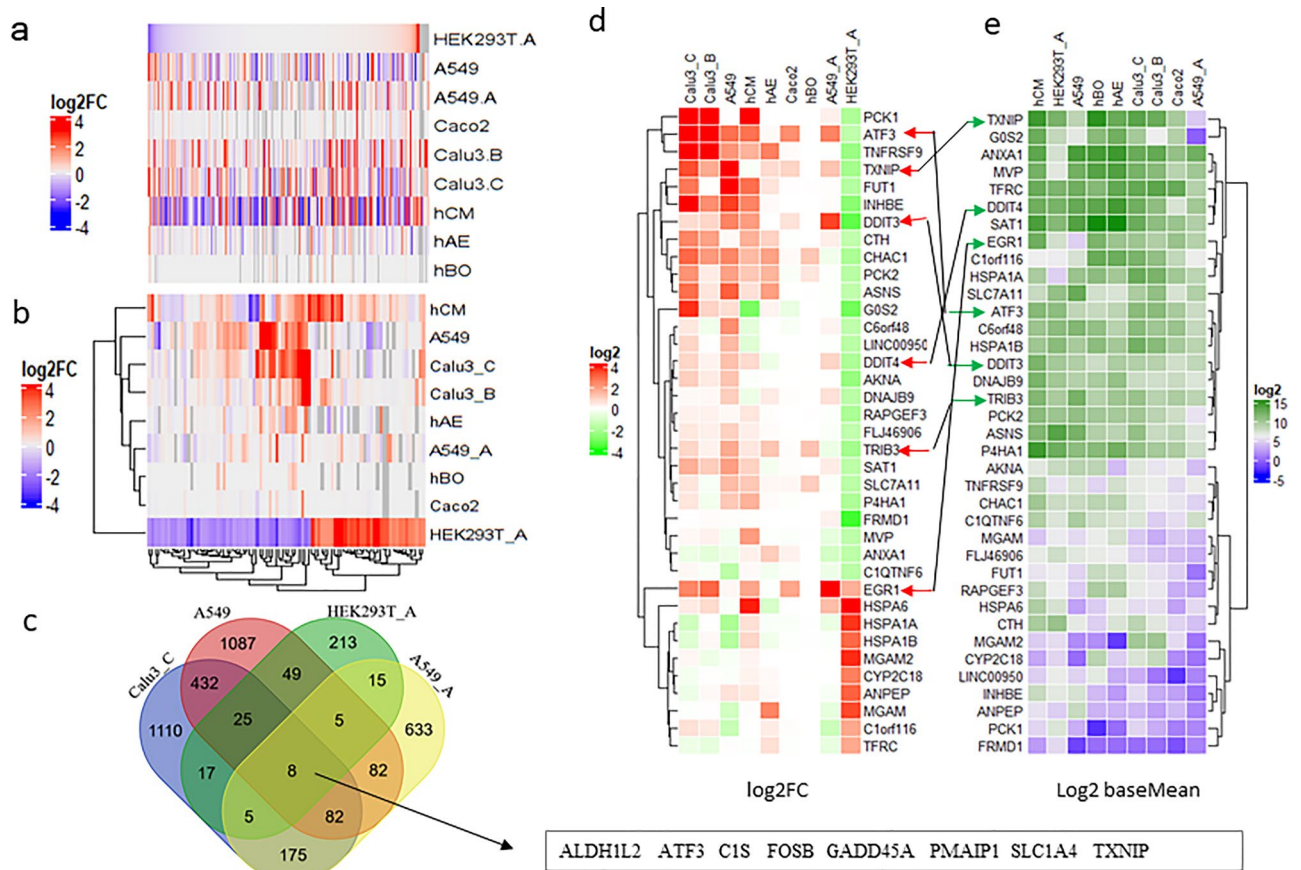 a
log2FC
4
2
0
-2
-4
HEK293T.A
A549
A549.A
Caco2
Calu3.B
Calu3.C
hCM
hAE
hBO
b
log2FC
4
2
0
-2
-4
hCM
A549
Calu3_C
Calu3_B
hAE
A549_A
hBO
Caco2
HEK293T_A
c
Calu3_C
A549
HEK293T_A
A549_A
1087
213
432
49
15
1110
25
5
633
17
8
82
5
82
175
ALDH1L2 ATF3 C1S FOSB GADD45A PMAIP1 SLC1A4 TXNIP
d
Calu3_C
Calu3_B
A549
hCM
hAE
Caco2
hBO
A549_A
HEK293T_A
log2
4
2
0
-2
-4
PCK1
ATF3
TNFRSF9
TXNIP
FUT1
INHBE
DDIT3
CTH
CHAC1
PCK2
ASNS
G0S2
C6orf48
LINC00950
DDIT4
AKNA
DNAJB9
RAPGEF3
FLJ46906
TRIB3
SAT1
SLC7A11
P4HA1
FRMD1
MVP
ANXA1
C1QTNF6
EGR1
HSPA6
HSPA1A
HSPA1B
MGAM2
CYP2C18
ANPEP
MGAM
C1orf116
TFRC
log2FC
e
hCM
HEK293T_A
A549
hBO
hAE
Calu3_C
Calu3_B
Caco2
A549_A
TXNIP
G0S2
ANXA1
MVP
TFRC
DDIT4
SAT1
EGR1
C1orf116
HSPA1A
SLC7A11
ATF3
C6orf48
HSPA1B
DDIT3
DNAJB9
TRIB3
PCK2
ASNS
P4HA1
AKNA
TNFRSF9
CHAC1
C1QTNF6
MGAM
FLJ46906
FUT1
RAPGEF3
HSPA6
CTH
MGAM2
CYP2C18
LINC00950
INHBE
ANPEP
PCK1
FRMD1
log2
15
10
5
0
-5
Log2 baseMean